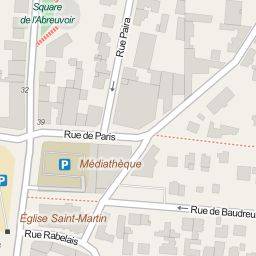 Square
de l'Abreuvoir
Rue Paira
32
39
Rue de Paris
P
Médiathèque
P
Rue de Baudreu
Église Saint-Martin
Rue Rabelais